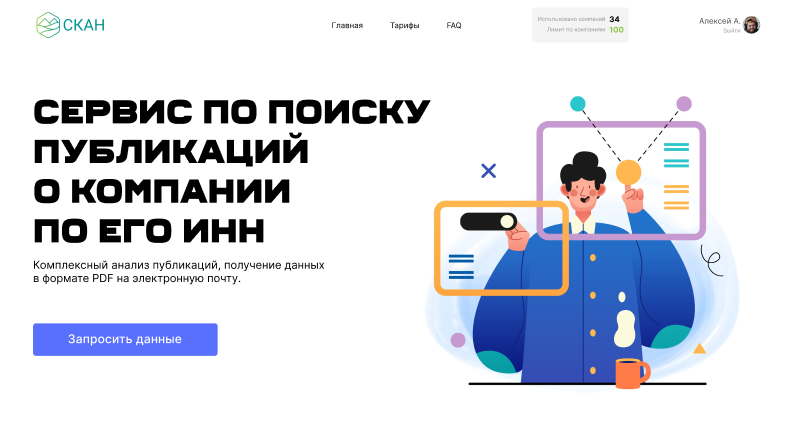 СКАН
Главная
Тарифы
FAQ
Использовано компаний 34
Лимит по компаниям 100
Алексей А.
Выйти
СЕРВИС ПО ПОИСКУ
ПУБЛИКАЦИЙ
О КОМПАНИИ
ПО ЕГО ИНН
Комплексный анализ публикаций, получение данных
в формате PDF на электронную почту.
Запросить данные